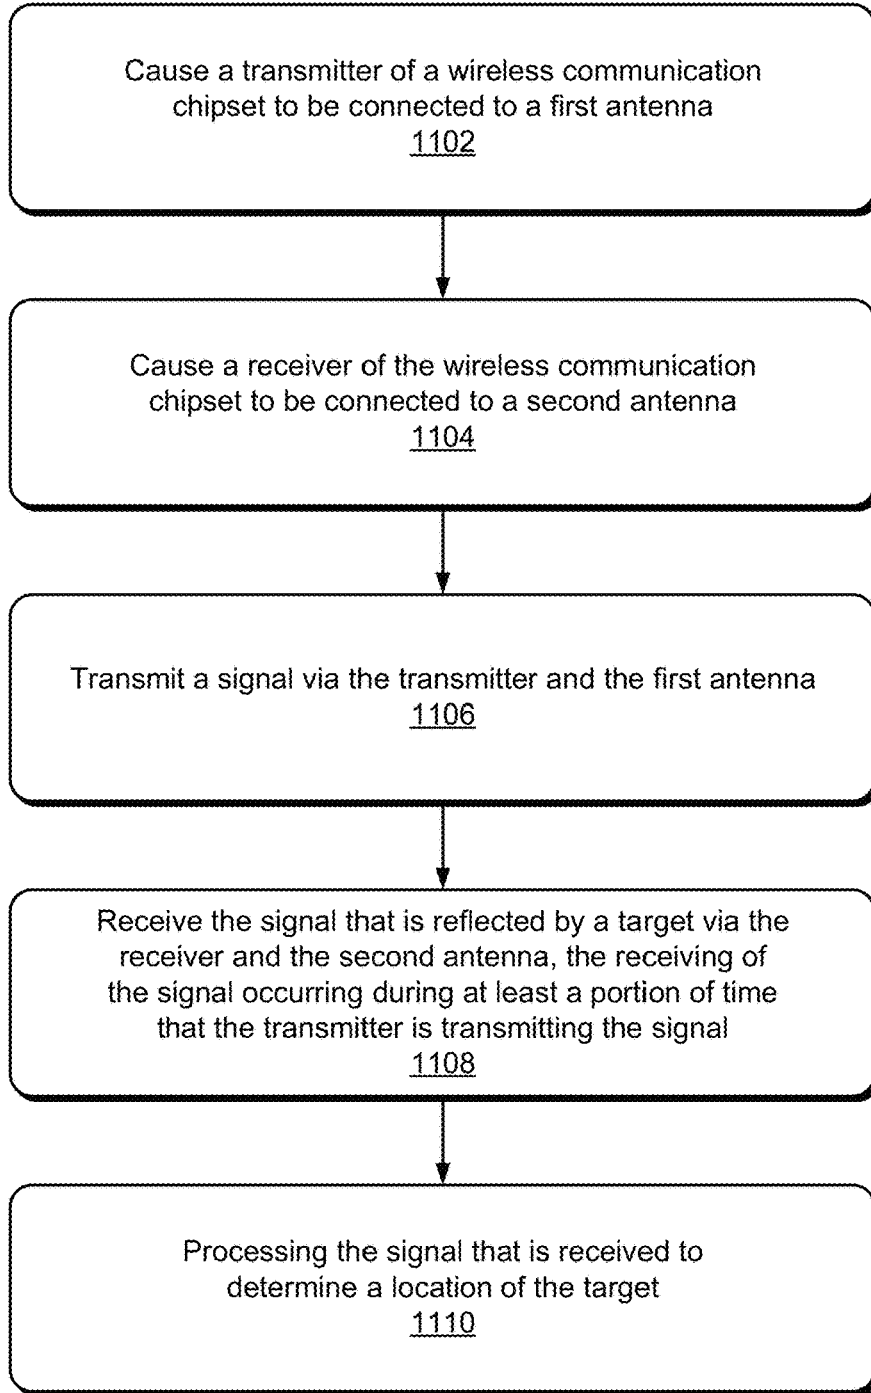 Cause a transmitter of a wireless communication
chipset to be connected to a first antenna
1102
Cause a receiver of the wireless communication
chipset to be connected to a second antenna
1104
Transmit a signal via the transmitter and the first antenna
1106
Receive the signal that is reflected by a target via the
receiver and the second antenna, the receiving of
the signal occurring during at least a portion of time
that the transmitter is transmitting the signal
1108
Processing the signal that is received to
determine a location of the target
1110